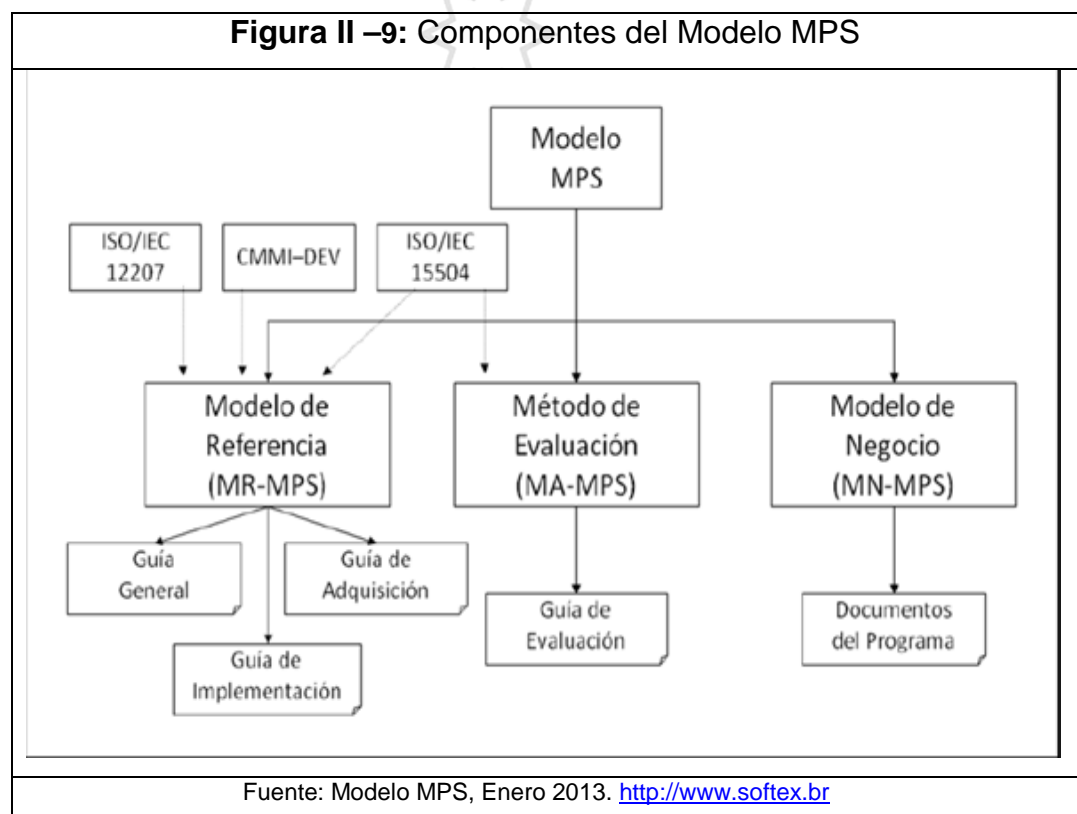 Figura II –9: Componentes del Modelo MPS
Modelo
MPS
ISO/IEC
12207
CMMI–DEV
ISO/IEC
15504
Modelo de
Referencia
(MR-MPS)
Método de
Evaluación
(MA-MPS)
Modelo de
Negocio
(MN-MPS)
Guía
General
Guía de
Adquisición
Guía de
Implementación
Guía de
Evaluación
Documentos
del Programa
Fuente: Modelo MPS, Enero 2013. http://www.softex.br